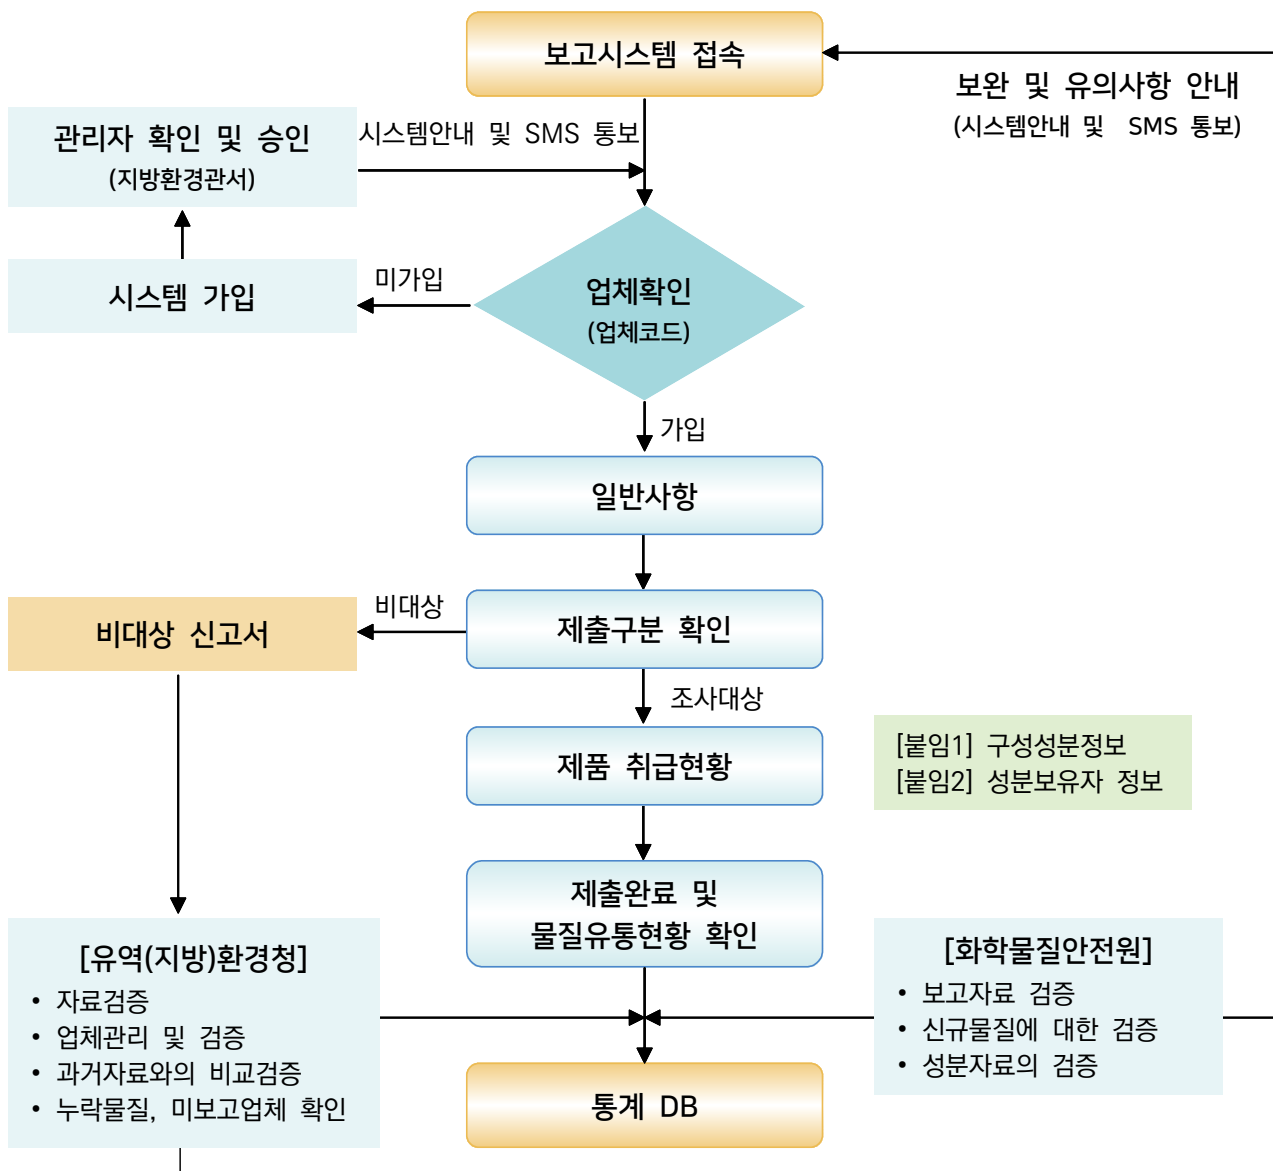 보고시스템 접속
보완 및 유의사항 안내
(시스템안내 및 SMS 통보)
관리자 확인 및 승인
(지방환경관서)
시스템안내 및 SMS 통보
시스템 가입
미가입
업체확인
(업체코드)
가입
일반사항
비대상 신고서
비대상
제출구분 확인
조사대상
제품 취급현황
[붙임1] 구성성분정보
[붙임2] 성분보유자 정보
제출완료 및
물질유통현황 확인
[유역(지방)환경청]
• 자료검증
• 업체관리 및 검증
• 과거자료와의 비교검증
• 누락물질, 미보고업체 확인
[화학물질안전원]
• 보고자료 검증
• 신규물질에 대한 검증
• 성분자료의 검증
통계 DB